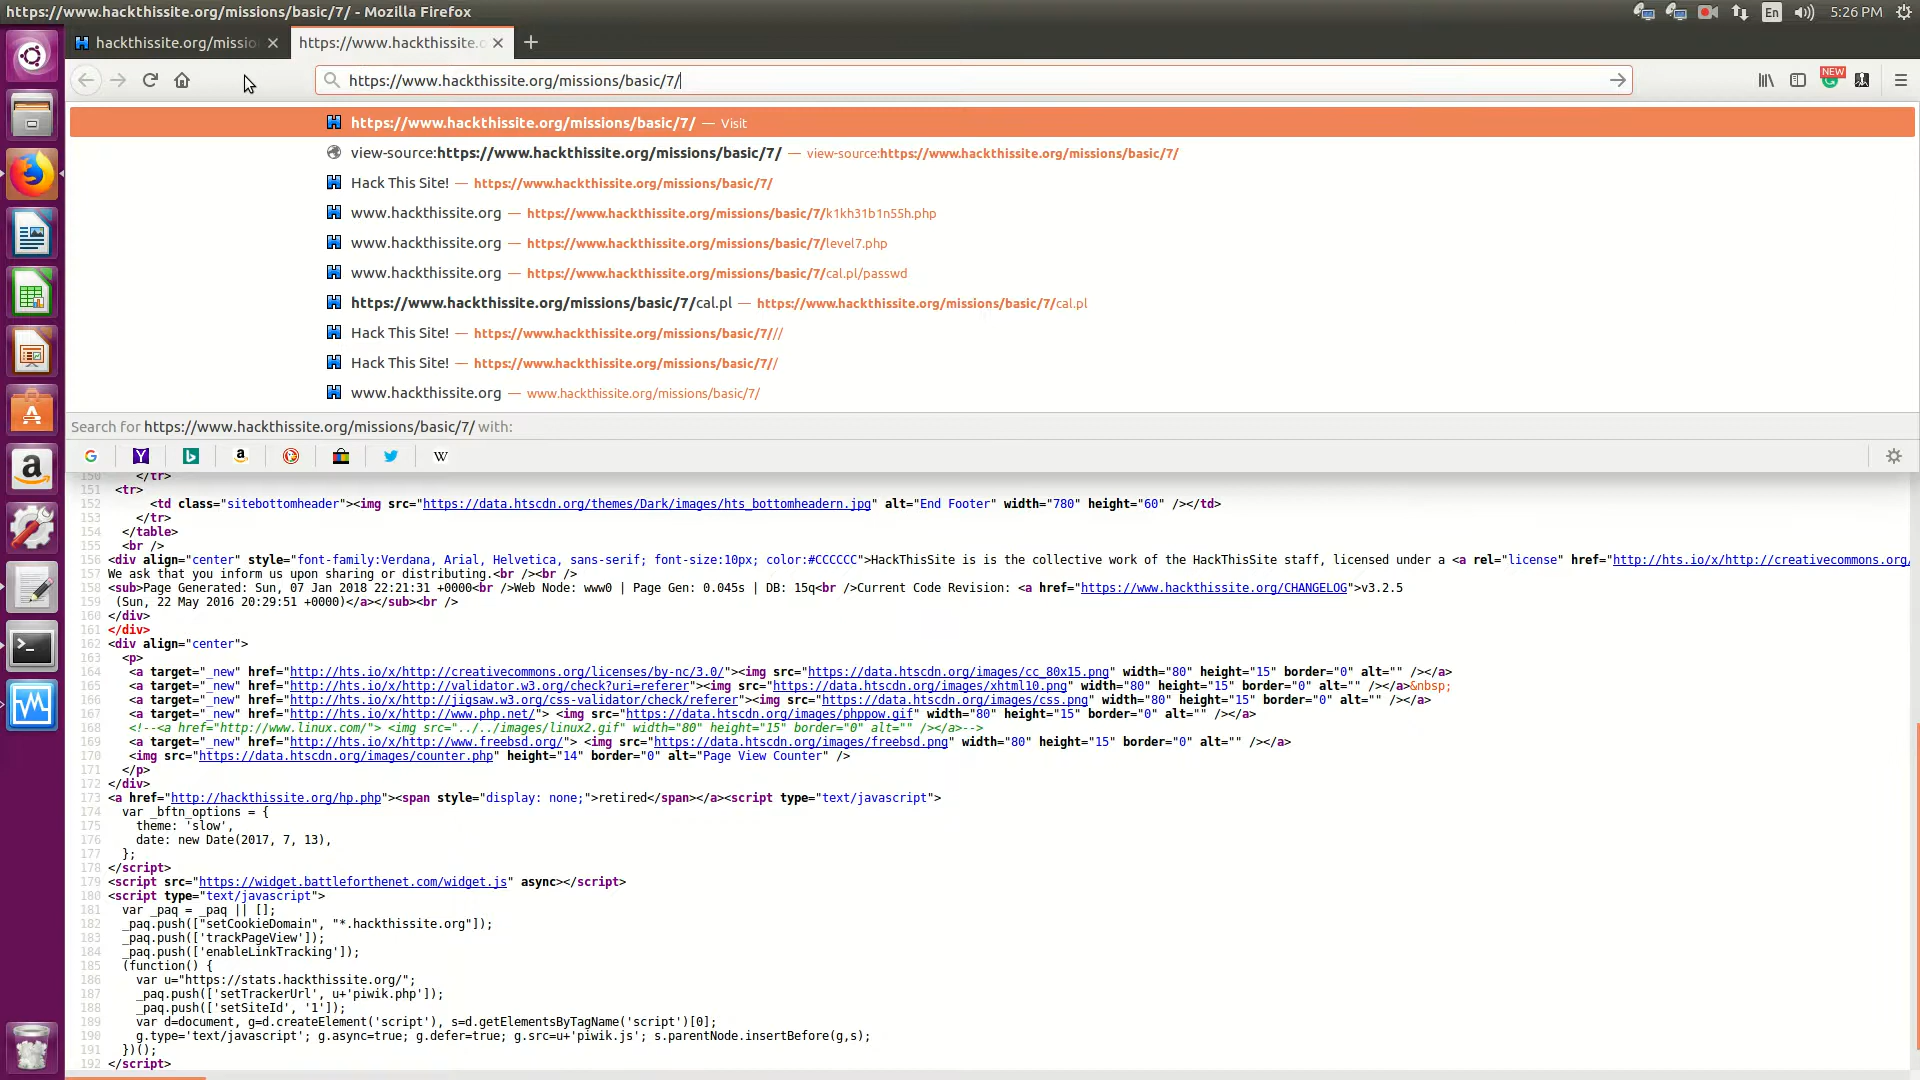 https://www.hackthissite.org/missions/basic/7/ - Mozilla Firefox
En
5:26 PM
hackthissite.org/missio
https://www.hackthissite.o
https://www.hackthissite.org/missions/basic/7/
NEW
https://www.hackthissite.org/missions/basic/7/ — Visit
view-source:https://www.hackthissite.org/missions/basic/7/ — view-source:https://www.hackthissite.org/missions/basic/7/
Hack This Site! — https://www.hackthissite.org/missions/basic/7/
www.hackthissite.org — https://www.hackthissite.org/missions/basic/7/k1kh31b1n55h.php
www.hackthissite.org — https://www.hackthissite.org/missions/basic/7/level7.php
www.hackthissite.org — https://www.hackthissite.org/missions/basic/7/cal.pl/passwd
https://www.hackthissite.org/missions/basic/7/cal.pl — https://www.hackthissite.org/missions/basic/7/cal.pl
Hack This Site! — https://www.hackthissite.org/missions/basic/7///
Hack This Site! — https://www.hackthissite.org/missions/basic/7//
www.hackthissite.org — www.hackthissite.org/missions/basic/7/
Search for https://www.hackthissite.org/missions/basic/7/ with:
150 </tr>
151 <tr>
152 <td class="sitebottomheader"><img src="https://data.htscdn.org/themes/Dark/images/hts_bottomheadern.jpg" alt="End Footer" width="780" height="60" /></td>
153 </tr>
154 </table>
155 <br />
156 <div align="center" style="font-family:Verdana, Arial, Helvetica, sans-serif; font-size:10px; color:#CCCCCC">HackThisSite is is the collective work of the HackThisSite staff, licensed under a <a rel="license" href="http://hts.io/x/http://creativecommons.org/
157 We ask that you inform us upon sharing or distributing.<br /><br />
158 <sub>Page Generated: Sun, 07 Jan 2018 22:21:31 +0000<br />Web Node: www0 | Page Gen: 0.045s | DB: 15q<br />Current Code Revision: <a href="https://www.hackthissite.org/CHANGELOG">v3.2.5
159 (Sun, 22 May 2016 20:29:51 +0000)</a></sub><br />
160 </div>
161 </div>
162 <div align="center">
163 <p>
164 <a target="_new" href="http://hts.io/x/http://creativecommons.org/licenses/by-nc/3.0/"><img src="https://data.htscdn.org/images/cc_80x15.png" width="80" height="15" border="0" alt="" /></a>
165 <a target="_new" href="http://hts.io/x/http://validator.w3.org/check?uri=referer"><img src="https://data.htscdn.org/images/xhtml10.png" width="80" height="15" border="0" alt="" /></a>&nbsp;
166 <a target="_new" href="http://hts.io/x/http://jigsaw.w3.org/css-validator/check/referer"><img src="https://data.htscdn.org/images/css.png" width="80" height="15" border="0" alt="" /></a>
167 <a target="_new" href="http://hts.io/x/http://www.php.net/"> <img src="https://data.htscdn.org/images/phppow.gif" width="80" height="15" border="0" alt="" /></a>
168 <!--<a href="http://www.linux.com/"> <img src="../../images/linux2.gif" width="80" height="15" border="0" alt="" /></a>-->
169 <a target="_new" href="http://hts.io/x/http://www.freebsd.org/"> <img src="https://data.htscdn.org/images/freebsd.png" width="80" height="15" border="0" alt="" /></a>
170 <img src="https://data.htscdn.org/images/counter.php" height="14" border="0" alt="Page View Counter" />
171 </p>
172 </div>
173 <a href="http://hackthissite.org/hp.php"><span style="display: none;">retired</span></a><script type="text/javascript">
174 var _bftn_options = {
175 theme: 'slow',
176 date: new Date(2017, 7, 13),
177 };
178 </script>
179 <script src="https://widget.battleforthenet.com/widget.js" async></script>
180 <script type="text/javascript">
181 var _paq = _paq || [];
182 _paq.push(["setCookieDomain", "*.hackthissite.org"]);
183 _paq.push(['trackPageView']);
184 _paq.push(['enableLinkTracking']);
185 (function() {
186 var u="https://stats.hackthissite.org/";
187 _paq.push(['setTrackerUrl', u+'piwik.php']);
188 _paq.push(['setSiteId', '1']);
189 var d=document, g=d.createElement('script'), s=d.getElementsByTagName('script')[0];
190 g.type='text/javascript'; g.async=true; g.defer=true; g.src=u+'piwik.js'; s.parentNode.insertBefore(g,s);
191 })();
192 </script>